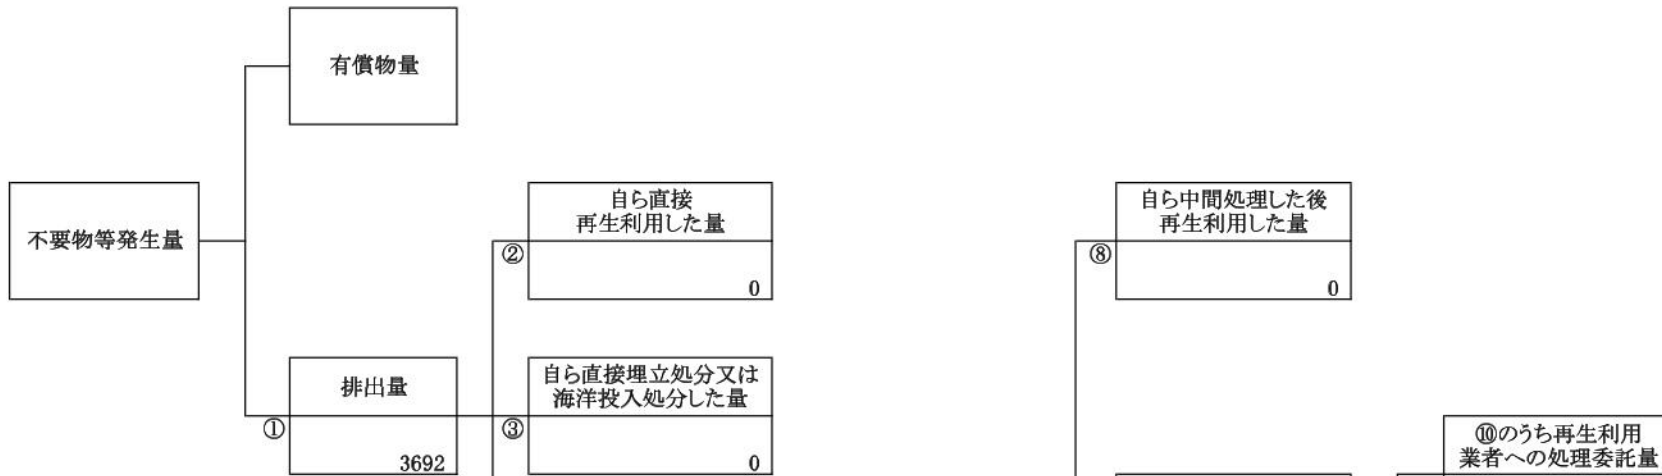 有償物量
不要物等発生量
自ら直接
再生利用した量
②
0
自ら中間処理した後
再生利用した量
⑧
0
排出量
①
3692
自ら直接埋立処分又は
海洋投入処分した量
③
0
⑩のうち再生利用
業者への処理委託量